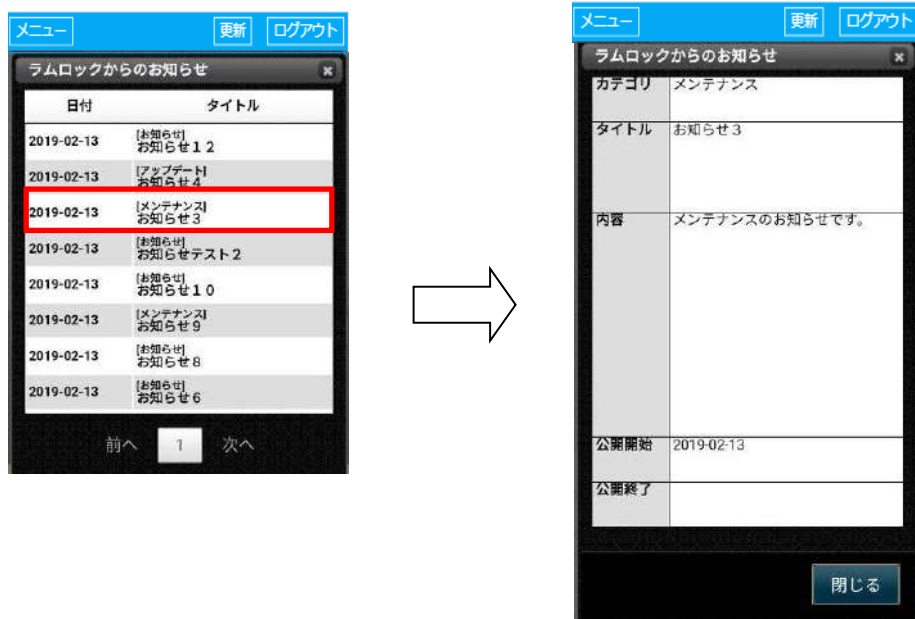 メニュー 更新 ログアウト
ラムロックからのお知らせ
日付 タイトル
2019-02-13 [お知らせ]
お知らせ１２
2019-02-13 [アップデート]
お知らせ４
2019-02-13 [メンテナンス]
お知らせ３
2019-02-13 [お知らせ]
お知らせテスト２
2019-02-13 [お知らせ]
お知らせ１０
2019-02-13 [メンテナンス]
お知らせ９
2019-02-13 [お知らせ]
お知らせ８
2019-02-13 [お知らせ]
お知らせ６
前へ 1 次へ
メニュー 更新 ログアウト
ラムロックからのお知らせ
カテゴリ メンテナンス
タイトル お知らせ３
内容 メンテナンスのお知らせです。
公開開始 2019-02-13
公開終了
閉じる